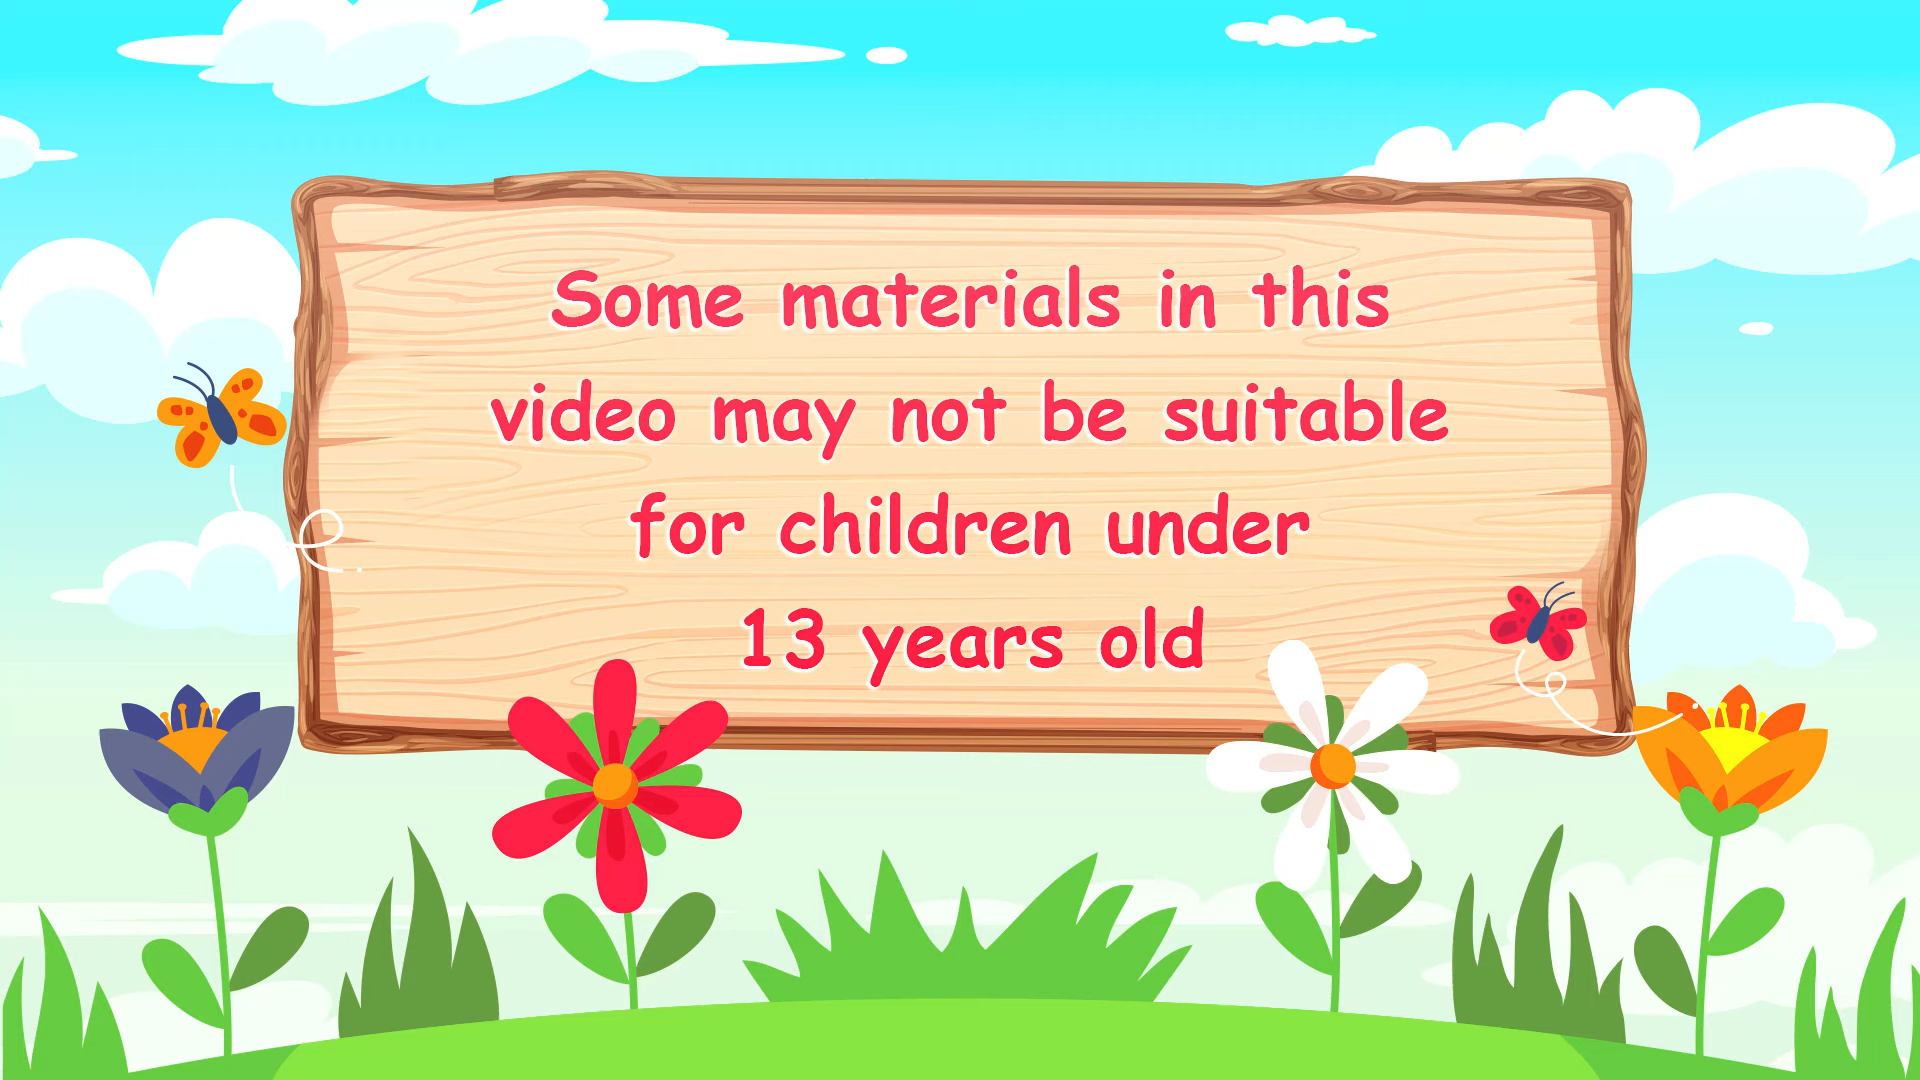 Some materials in this
video may not be suitable
for children under
13 years old